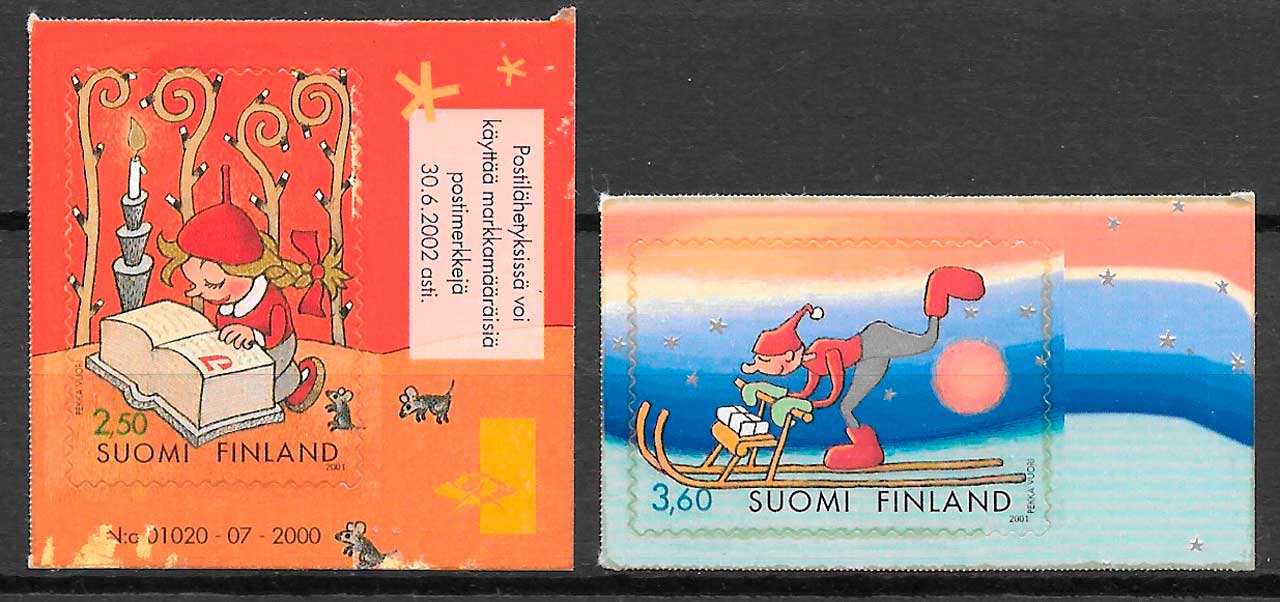 Postilähetyksissä voi
käyttää markkamääräisiä
postimerkkejä
30.6.2002 asti.
PEKKA VUORI
2,50
SUOMI FINLAND
2001
N:o 01020 - 07 - 2000
3,60 SUOMI FINLAND
PEKKA VUORI
2001